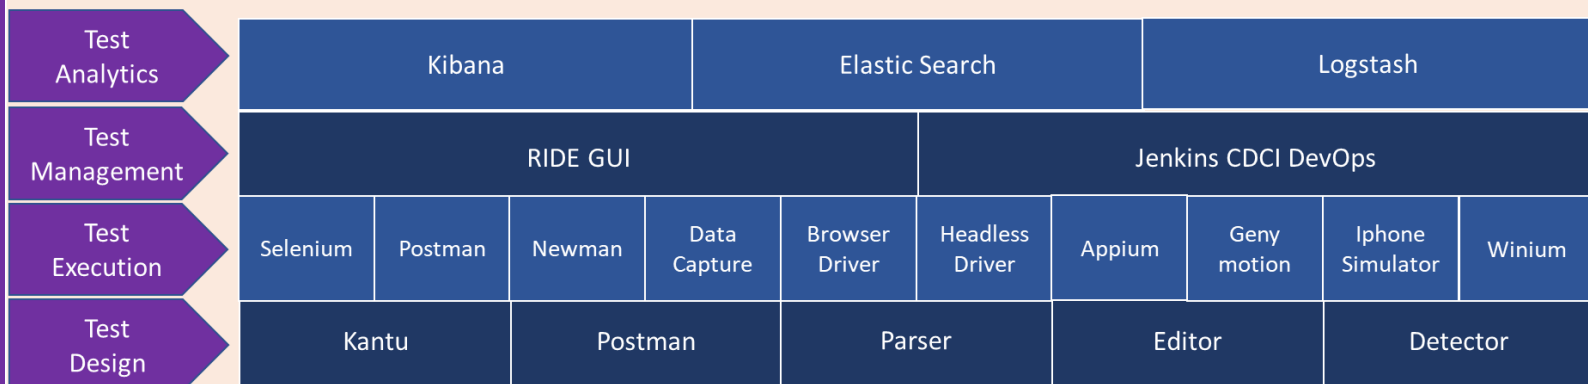 Test
Analytics
Kibana
Elastic Search
Logstash
Test
Management
RIDE GUI
Jenkins CDCI DevOps
Test
Execution
Selenium
Postman
Newman
Data
Capture
Browser
Driver
Headless
Driver
Appium
Geny
motion
Iphone
Simulator
Winium
Test
Design
Kantu
Postman
Parser
Editor
Detector